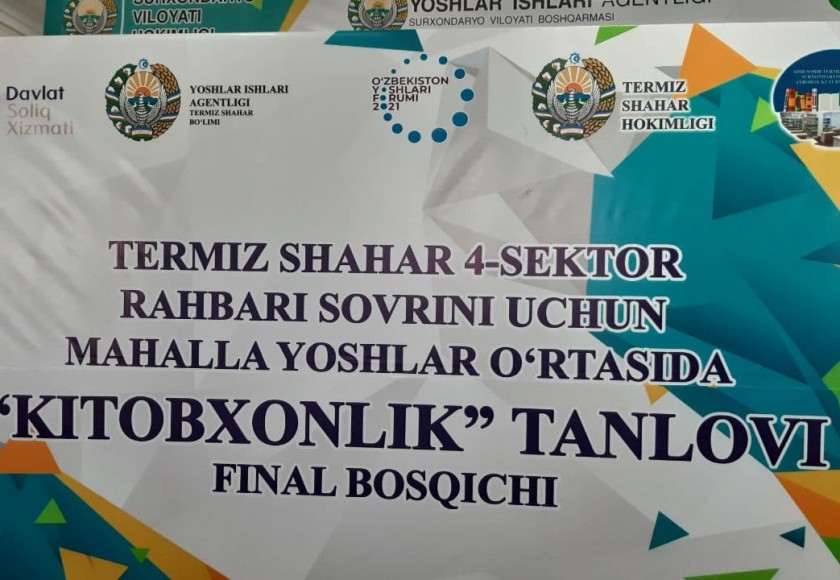 SURXONDARYO
VILOYATI
HOKIMLIGI
YOSHLAR ISHLARI AGENTLIGI
SURXONDARYO VILOYATI BOSHQARMASI
Davlat
Soliq
Xizmati
YOSHLAR ISHLARI
AGENTLIGI
TERMIZ SHAHAR
BO‘LIMI
O‘ZBEKISTON
YOSHLARI
FORUMI
2021
TERMIZ
SHAHAR
HOKIMLIGI
TERMIZ SHAHAR 4-SEKTOR
RAHBARI SOVRINI UCHUN
MAHALLA YOSHLAR O‘RTASIDA
“KITOBXONLIK” TANLOVI
FINAL BOSQICHI